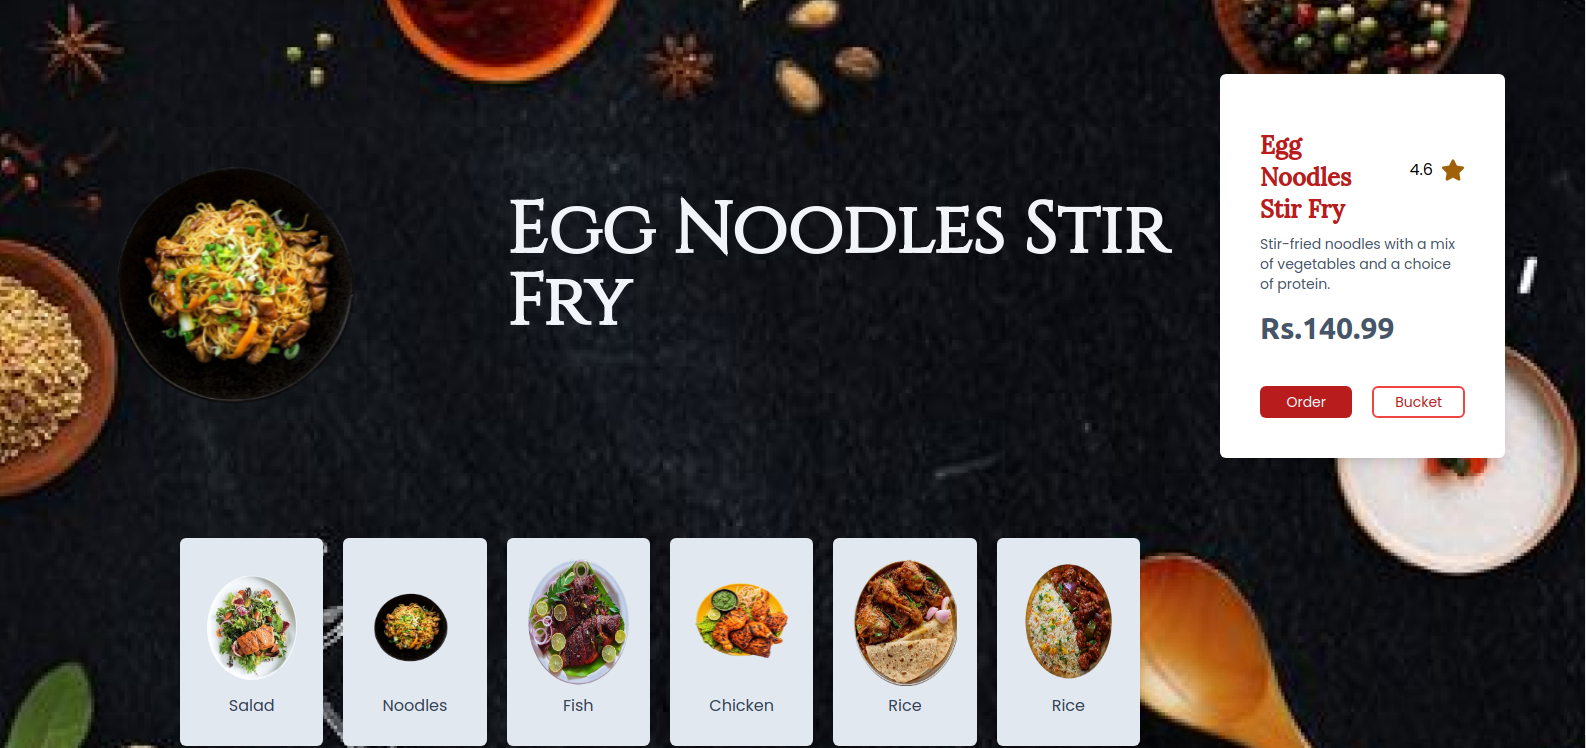 Egg Noodles Stir
Fry
Egg
Noodles
Stir Fry
4.6
Stir-fried noodles with a mix
of vegetables and a choice
of protein.
Rs.140.99
Order
Bucket
Salad
Noodles
Fish
Chicken
Rice
Rice